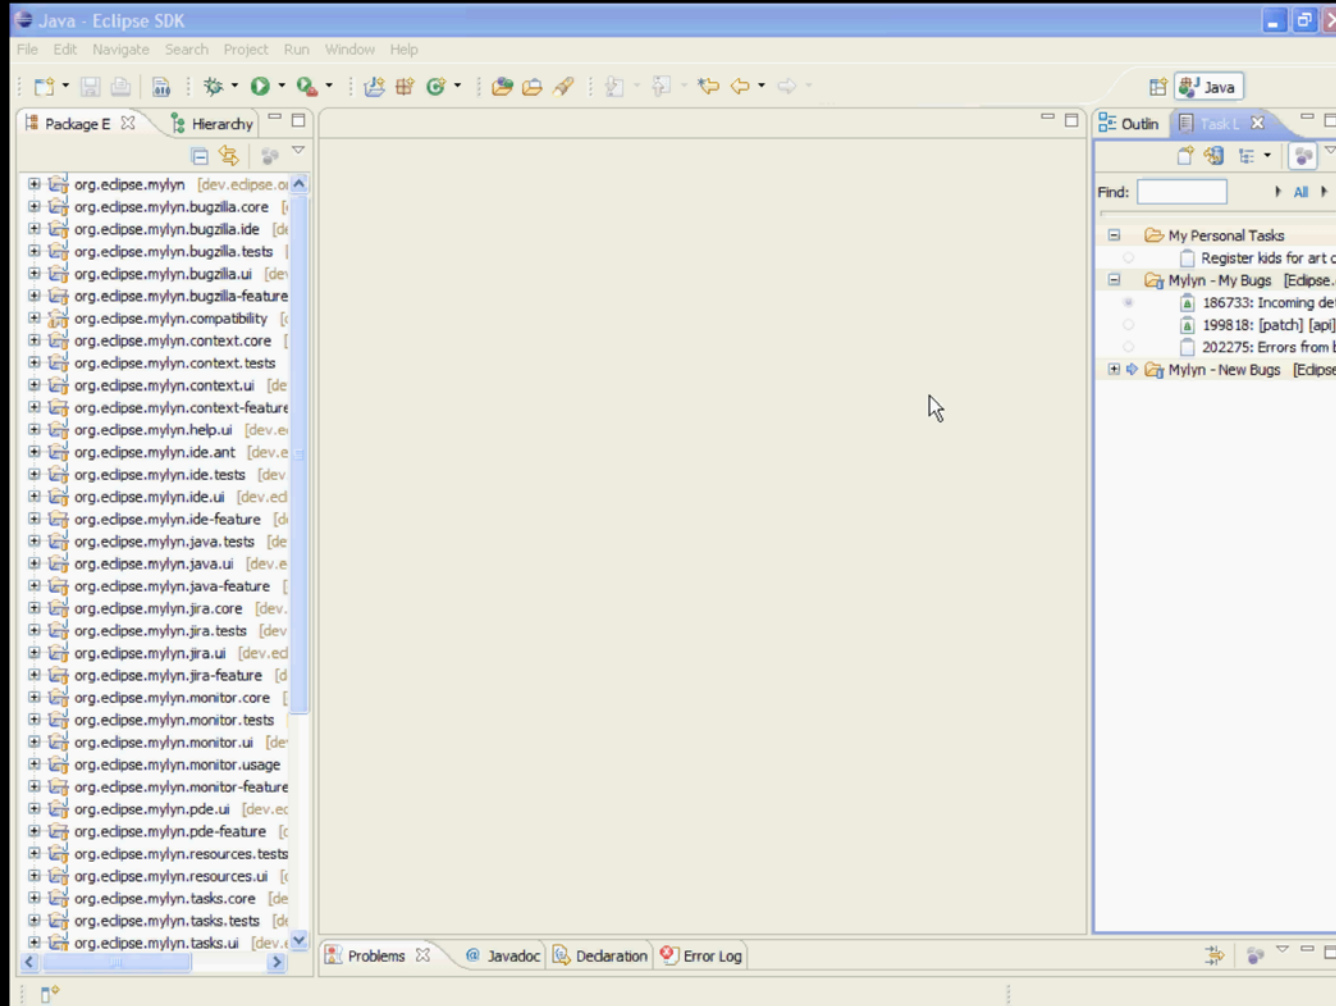 Java - Eclipse SDK
File Edit Navigate Search Project Run Window Help
Java
Package E Hierarchy
Outlin Task L
org.eclipse.mylyn [dev.eclipse.or
org.eclipse.mylyn.bugzilla.core [
org.eclipse.mylyn.bugzilla.ide [de
org.eclipse.mylyn.bugzilla.tests
org.eclipse.mylyn.bugzilla.ui [dev
org.eclipse.mylyn.bugzilla-feature
org.eclipse.mylyn.compatibility [
org.eclipse.mylyn.context.core [
org.eclipse.mylyn.context.tests
org.eclipse.mylyn.context.ui [de
org.eclipse.mylyn.context-feature
org.eclipse.mylyn.help.ui [dev.e
org.eclipse.mylyn.ide.ant [dev.e
org.eclipse.mylyn.ide.tests [dev
org.eclipse.mylyn.ide.ui [dev.ecl
org.eclipse.mylyn.ide-feature [d
org.eclipse.mylyn.java.tests [de
org.eclipse.mylyn.java.ui [dev.e
org.eclipse.mylyn.java-feature [
org.eclipse.mylyn.jira.core [dev.
org.eclipse.mylyn.jira.tests [dev
org.eclipse.mylyn.jira.ui [dev.ecl
org.eclipse.mylyn.jira-feature [d
org.eclipse.mylyn.monitor.core [
org.eclipse.mylyn.monitor.tests
org.eclipse.mylyn.monitor.ui [de
org.eclipse.mylyn.monitor.usage
org.eclipse.mylyn.monitor-feature
org.eclipse.mylyn.pde.ui [dev.ec
org.eclipse.mylyn.pde-feature [
org.eclipse.mylyn.resources.tests
org.eclipse.mylyn.resources.ui [
org.eclipse.mylyn.tasks.core [de
org.eclipse.mylyn.tasks.tests [de
org.eclipse.mylyn.tasks.ui [dev.e
Find: All
My Personal Tasks
Register kids for art c
Mylyn - My Bugs [Eclipse.
186733: Incoming det
199818: [patch] [api]
202275: Errors from b
Mylyn - New Bugs [Eclipse
Problems Javadoc Declaration Error Log